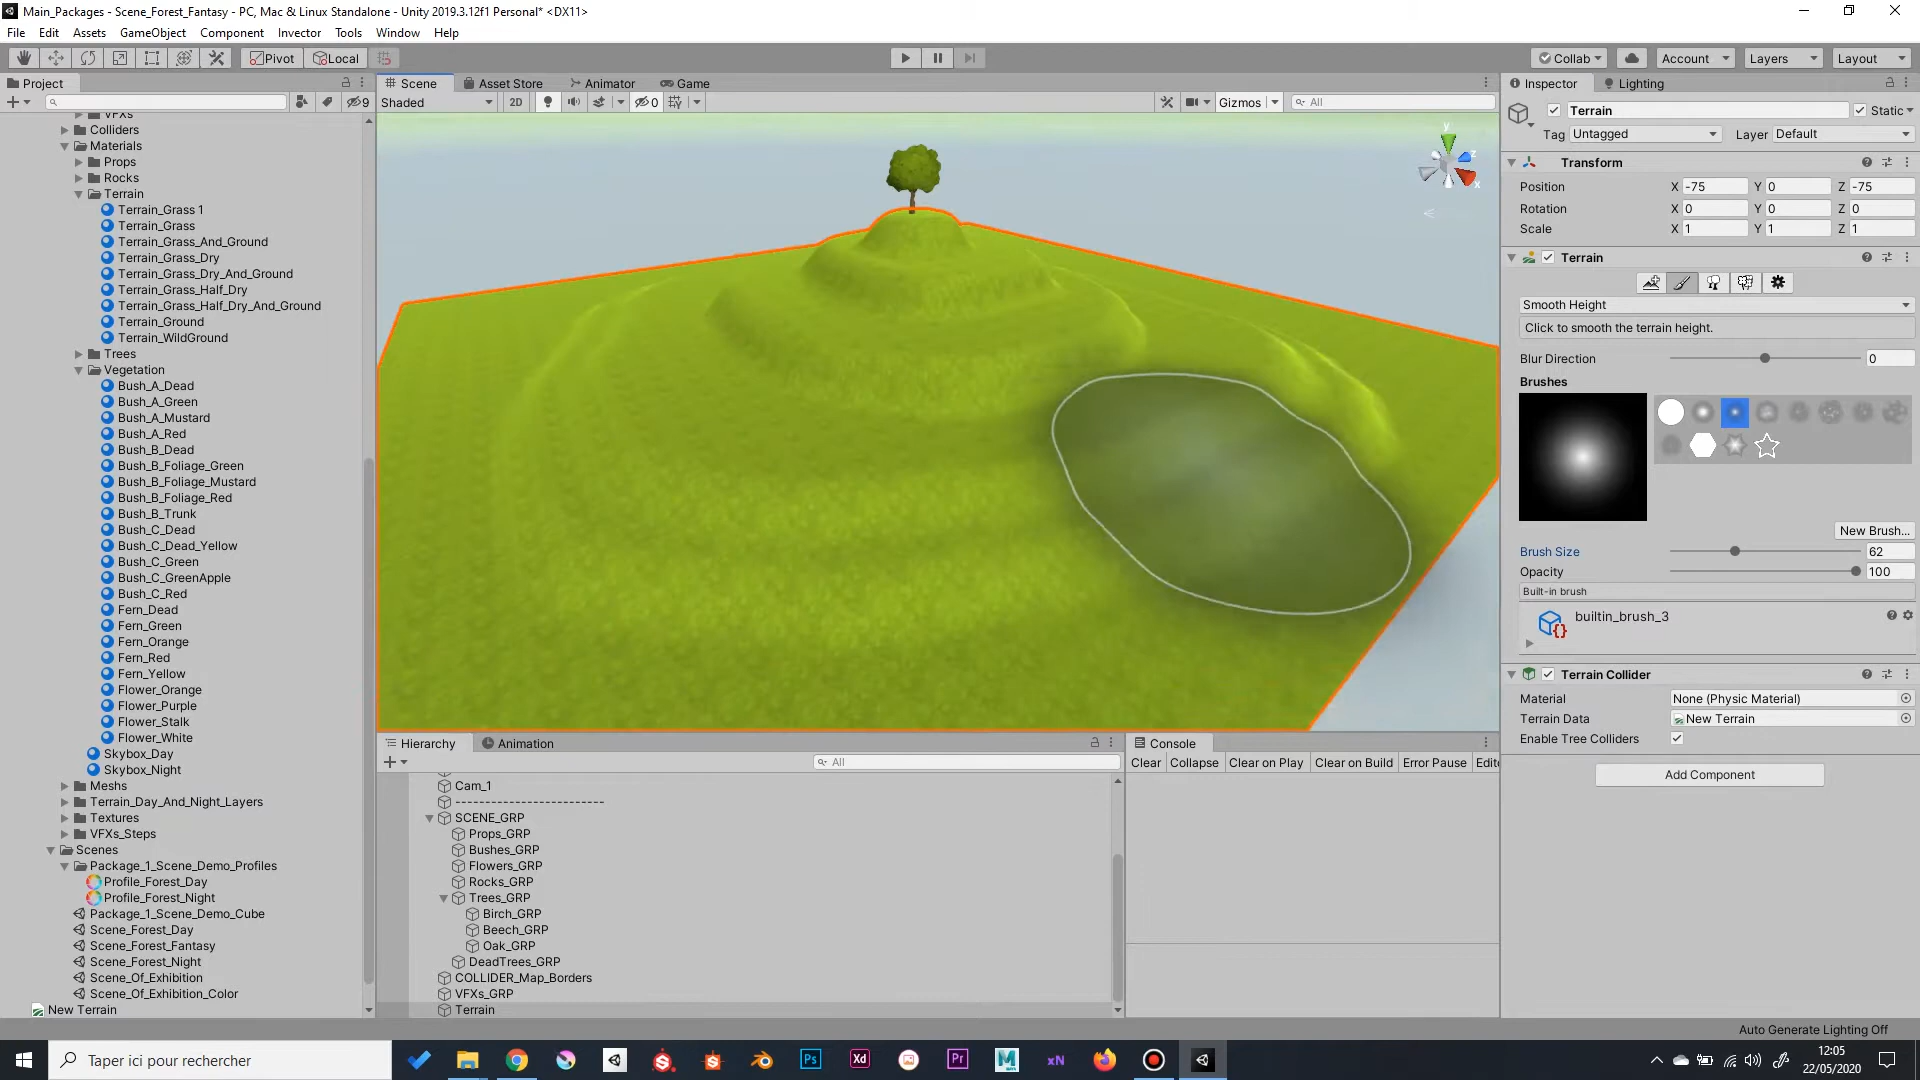 Main_Packages - Scene_Forest_Fantasy - PC, Mac & Linux Standalone - Unity 2019.3.12f1 Personal* <DX11>
File Edit Assets GameObject Component Invector Tools Window Help
Pivot Local Collab Account Layers Layout
Project
9
VFXs
Colliders
Materials
Props
Rocks
Terrain
Terrain_Grass 1
Terrain_Grass
Terrain_Grass_And_Ground
Terrain_Grass_Dry
Terrain_Grass_Dry_And_Ground
Terrain_Grass_Half_Dry
Terrain_Grass_Half_Dry_And_Ground
Terrain_Ground
Terrain_WildGround
Trees
Vegetation
Bush_A_Dead
Bush_A_Green
Bush_A_Mustard
Bush_A_Red
Bush_B_Dead
Bush_B_Foliage_Green
Bush_B_Foliage_Mustard
Bush_B_Foliage_Red
Bush_B_Trunk
Bush_C_Dead
Bush_C_Dead_Yellow
Bush_C_Green
Bush_C_GreenApple
Bush_C_Red
Fern_Dead
Fern_Green
Fern_Orange
Fern_Red
Fern_Yellow
Flower_Orange
Flower_Purple
Flower_Stalk
Flower_White
Skybox_Day
Skybox_Night
Meshs
Terrain_Day_And_Night_Layers
Textures
VFXs_Steps
Scenes
Package_1_Scene_Demo_Profiles
Profile_Forest_Day
Profile_Forest_Night
Package_1_Scene_Demo_Cube
Scene_Forest_Day
Scene_Forest_Fantasy
Scene_Forest_Night
Scene_Of_Exhibition
Scene_Of_Exhibition_Color
New Terrain
Scene Asset Store Animator Game
Shaded 2D 0 Gizmos All
y
z
x
Hierarchy Animation
All
Cam_1
--------------------------
SCENE_GRP
Props_GRP
Bushes_GRP
Flowers_GRP
Rocks_GRP
Trees_GRP
Birch_GRP
Beech_GRP
Oak_GRP
DeadTrees_GRP
COLLIDER_Map_Borders
VFXs_GRP
Terrain
Console
Clear Collapse Clear on Play Clear on Build Error Pause Edit
Inspector Lighting
Terrain Static
Tag Untagged Layer Default
Transform
Position X -75 Y 0 Z -75
Rotation X 0 Y 0 Z 0
Scale X 1 Y 1 Z 1
Terrain
Smooth Height
Click to smooth the terrain height.
Blur Direction 0
Brushes
New Brush...
Brush Size 62
Opacity 100
Built-in brush
builtin_brush_3
Terrain Collider
Material None (Physic Material)
Terrain Data New Terrain
Enable Tree Colliders
Add Component
Auto Generate Lighting Off
Taper ici pour rechercher
Ps
Xd
Pr
M
xN
12:05
22/05/2020